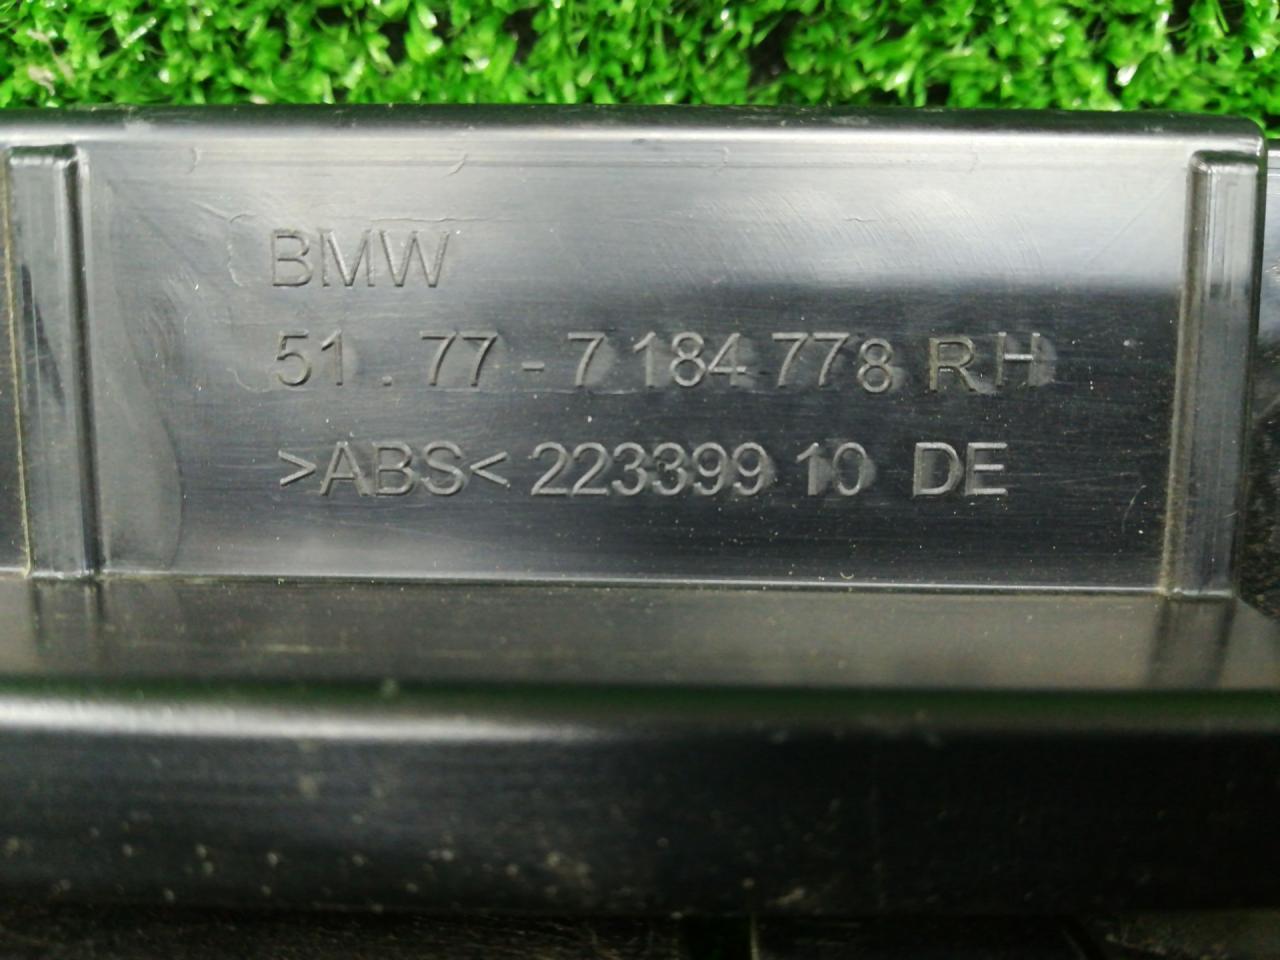 BMW
51.77-7 184 778 RH
>ABS< 223399 10 DE